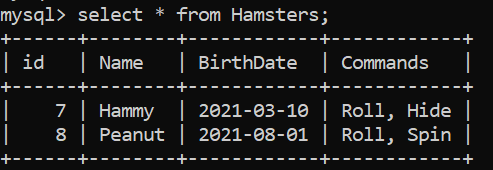 mysql> select * from Hamsters;
+------+--------+------------+------------+
| id   | Name   | BirthDate  | Commands   |
+------+--------+------------+------------+
|    7 | Hammy  | 2021-03-10 | Roll, Hide |
|    8 | Peanut | 2021-08-01 | Roll, Spin |
+------+--------+------------+------------+